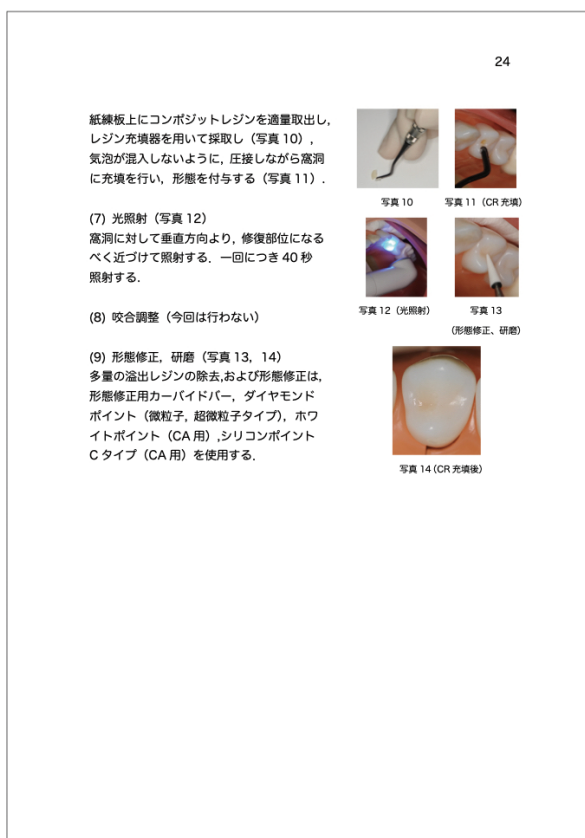 24
紙練板上にコンポジットレジンを適量取出し,
レジン充填器を用いて採取し（写真 10）,
気泡が混入しないように, 圧接しながら窩洞
に充填を行い, 形態を付与する（写真 11）.
(7) 光照射（写真 12）
窩洞に対して垂直方向より, 修復部位になる
べく近づけて照射する. 一回につき 40 秒
照射する.
(8) 咬合調整（今回は行わない）
(9) 形態修正, 研磨（写真 13, 14）
多量の溢出レジンの除去,および形態修正は,
形態修正用カーバイドバー, ダイヤモンド
ポイント（微粒子, 超微粒子タイプ）, ホワ
イトポイント（CA 用）,シリコンポイント
C タイプ（CA 用）を使用する.
写真 10
写真 11（CR 充填）
写真 12（光照射）
写真 13
（形態修正、研磨）
写真 14（CR 充填後）